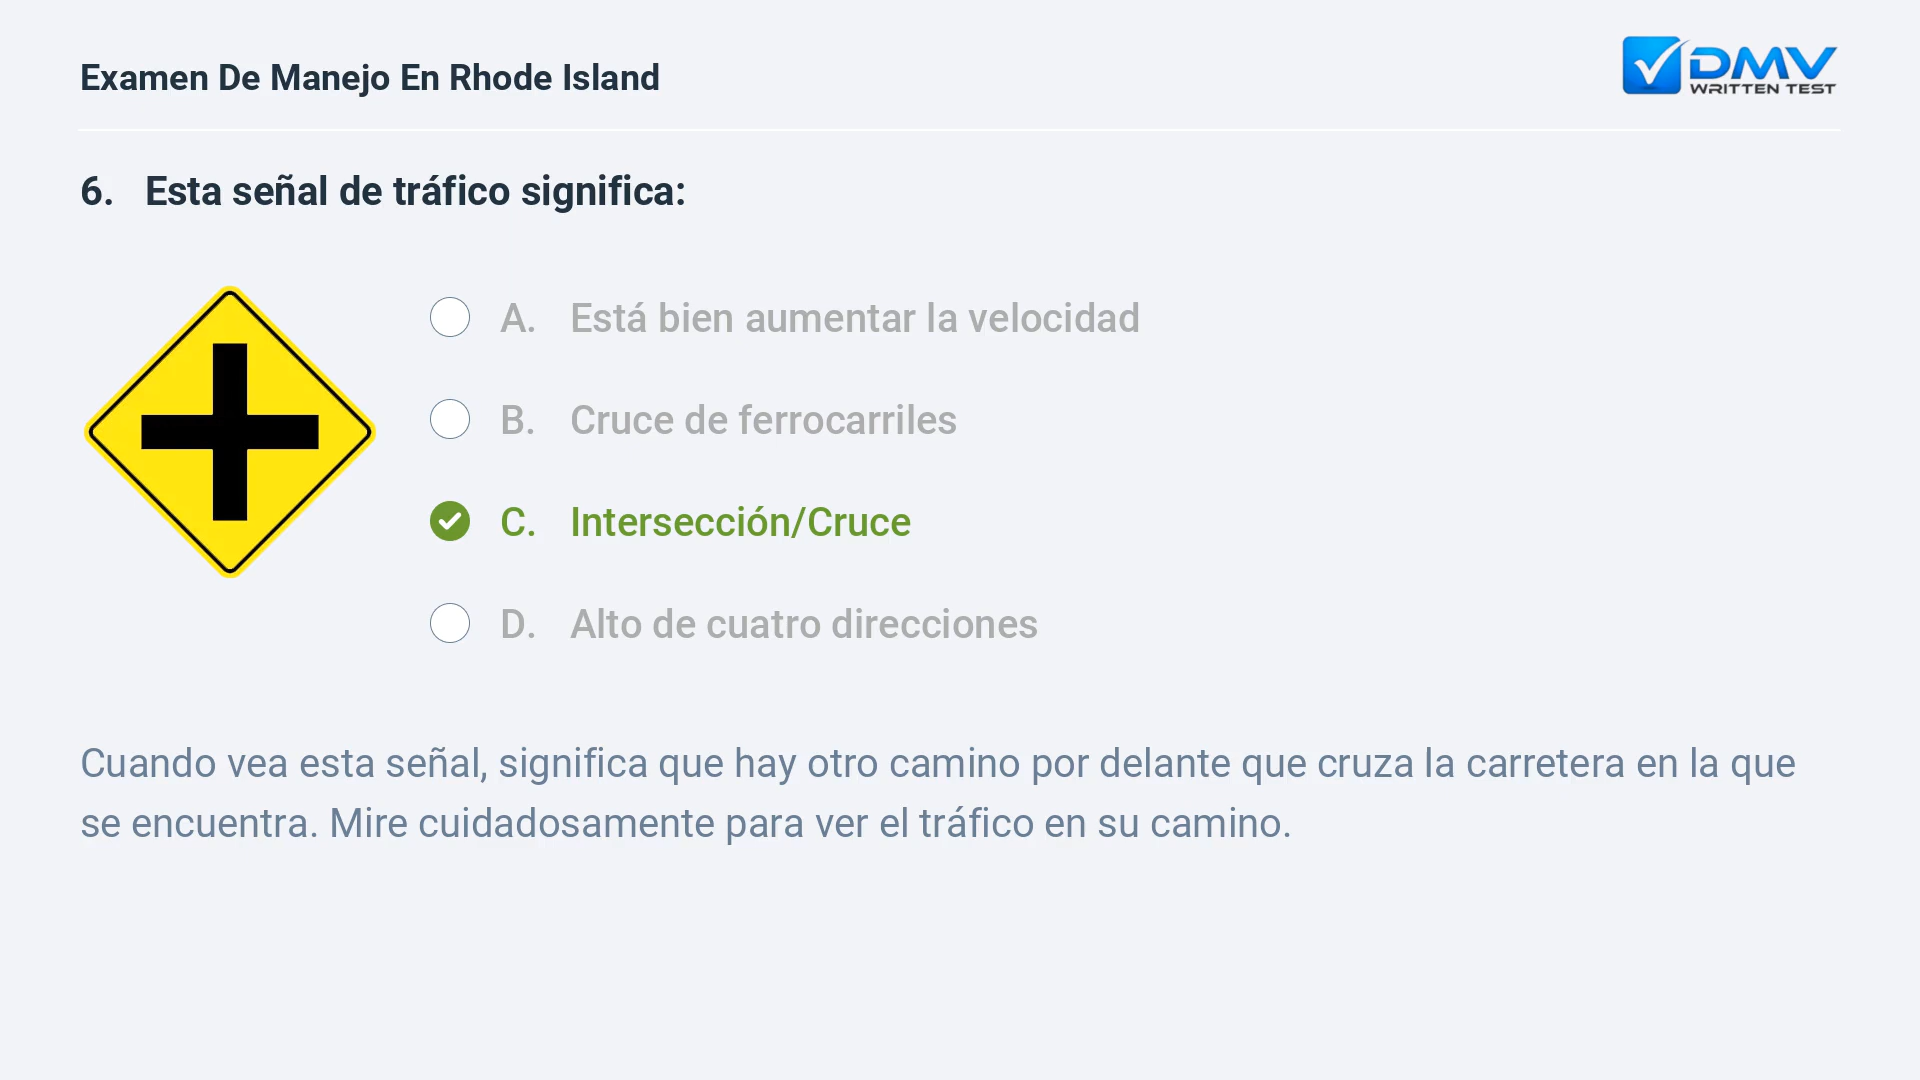 Examen De Manejo En Rhode Island
DMV
WRITTEN TEST
6. Esta señal de tráfico significa:
A. Está bien aumentar la velocidad
B. Cruce de ferrocarriles
C. Intersección/Cruce
D. Alto de cuatro direcciones
Cuando vea esta señal, significa que hay otro camino por delante que cruza la carretera en la que
se encuentra. Mire cuidadosamente para ver el tráfico en su camino.